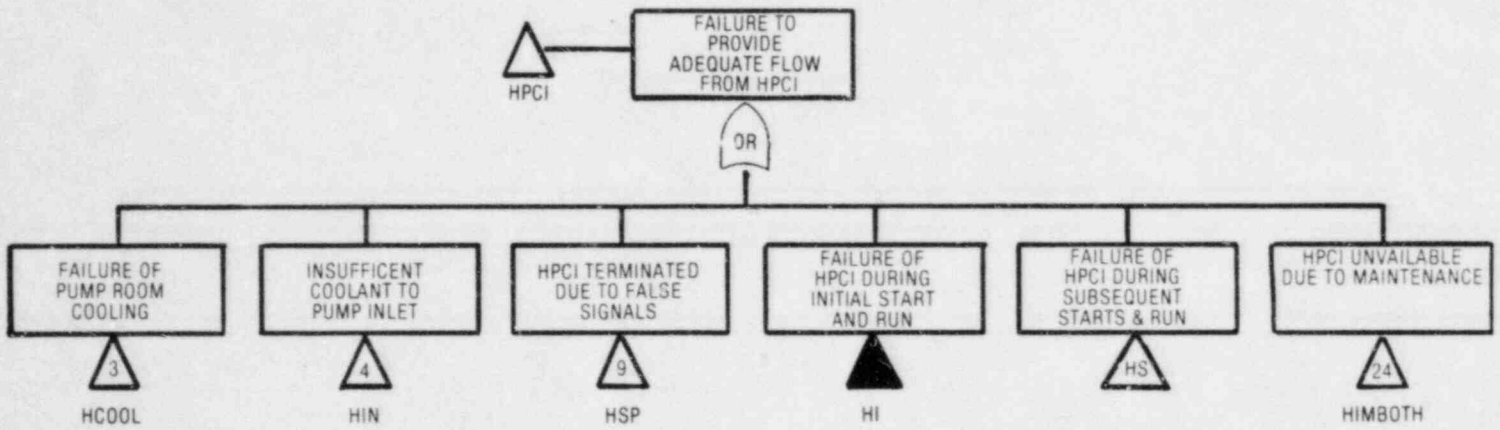 FAILURE TO
PROVIDE
ADEQUATE FLOW
FROM HPCI
HPCI
OR
FAILURE OF
PUMP ROOM
COOLING
INSUFFICENT
COOLANT TO
PUMP INLET
HPCI TERMINATED
DUE TO FALSE
SIGNALS
FAILURE OF
HPCI DURING
INITIAL START
AND RUN
FAILURE OF
HPCI DURING
SUBSEQUENT
STARTS & RUN
HPCI UNVAILABLE
DUE TO MAINTENANCE
3
4
9
HS
24
HCOOL
HIN
HSP
HI
HIMBOTH